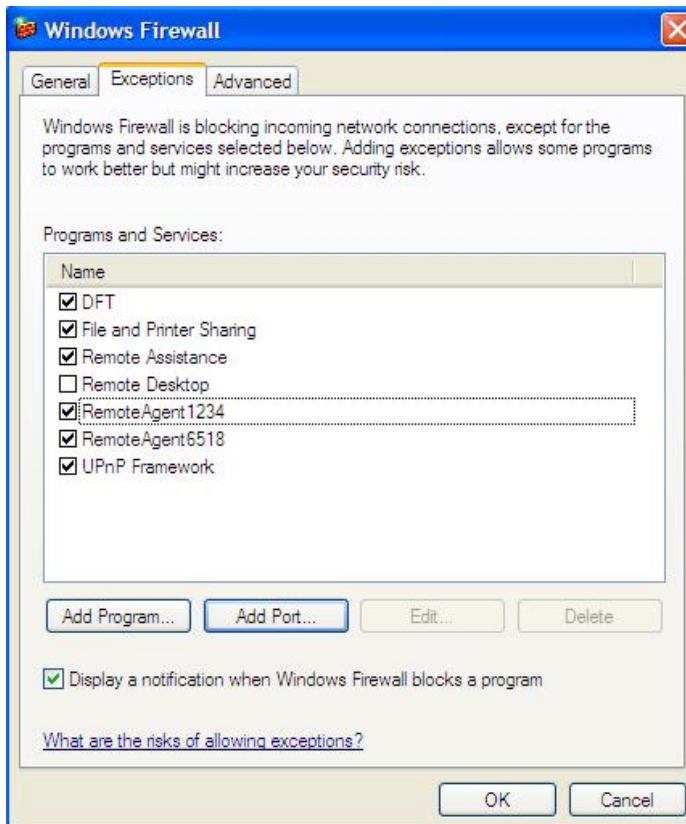 Windows Firewall
General Exceptions Advanced
Windows Firewall is blocking incoming network connections, except for the
programs and services selected below. Adding exceptions allows some programs
to work better but might increase your security risk.
Programs and Services:
Name
DFT
File and Printer Sharing
Remote Assistance
Remote Desktop
RemoteAgent1234
RemoteAgent6518
UPnP Framework
Add Program... Add Port... Edit... Delete
Display a notification when Windows Firewall blocks a program
What are the risks of allowing exceptions?
OK Cancel